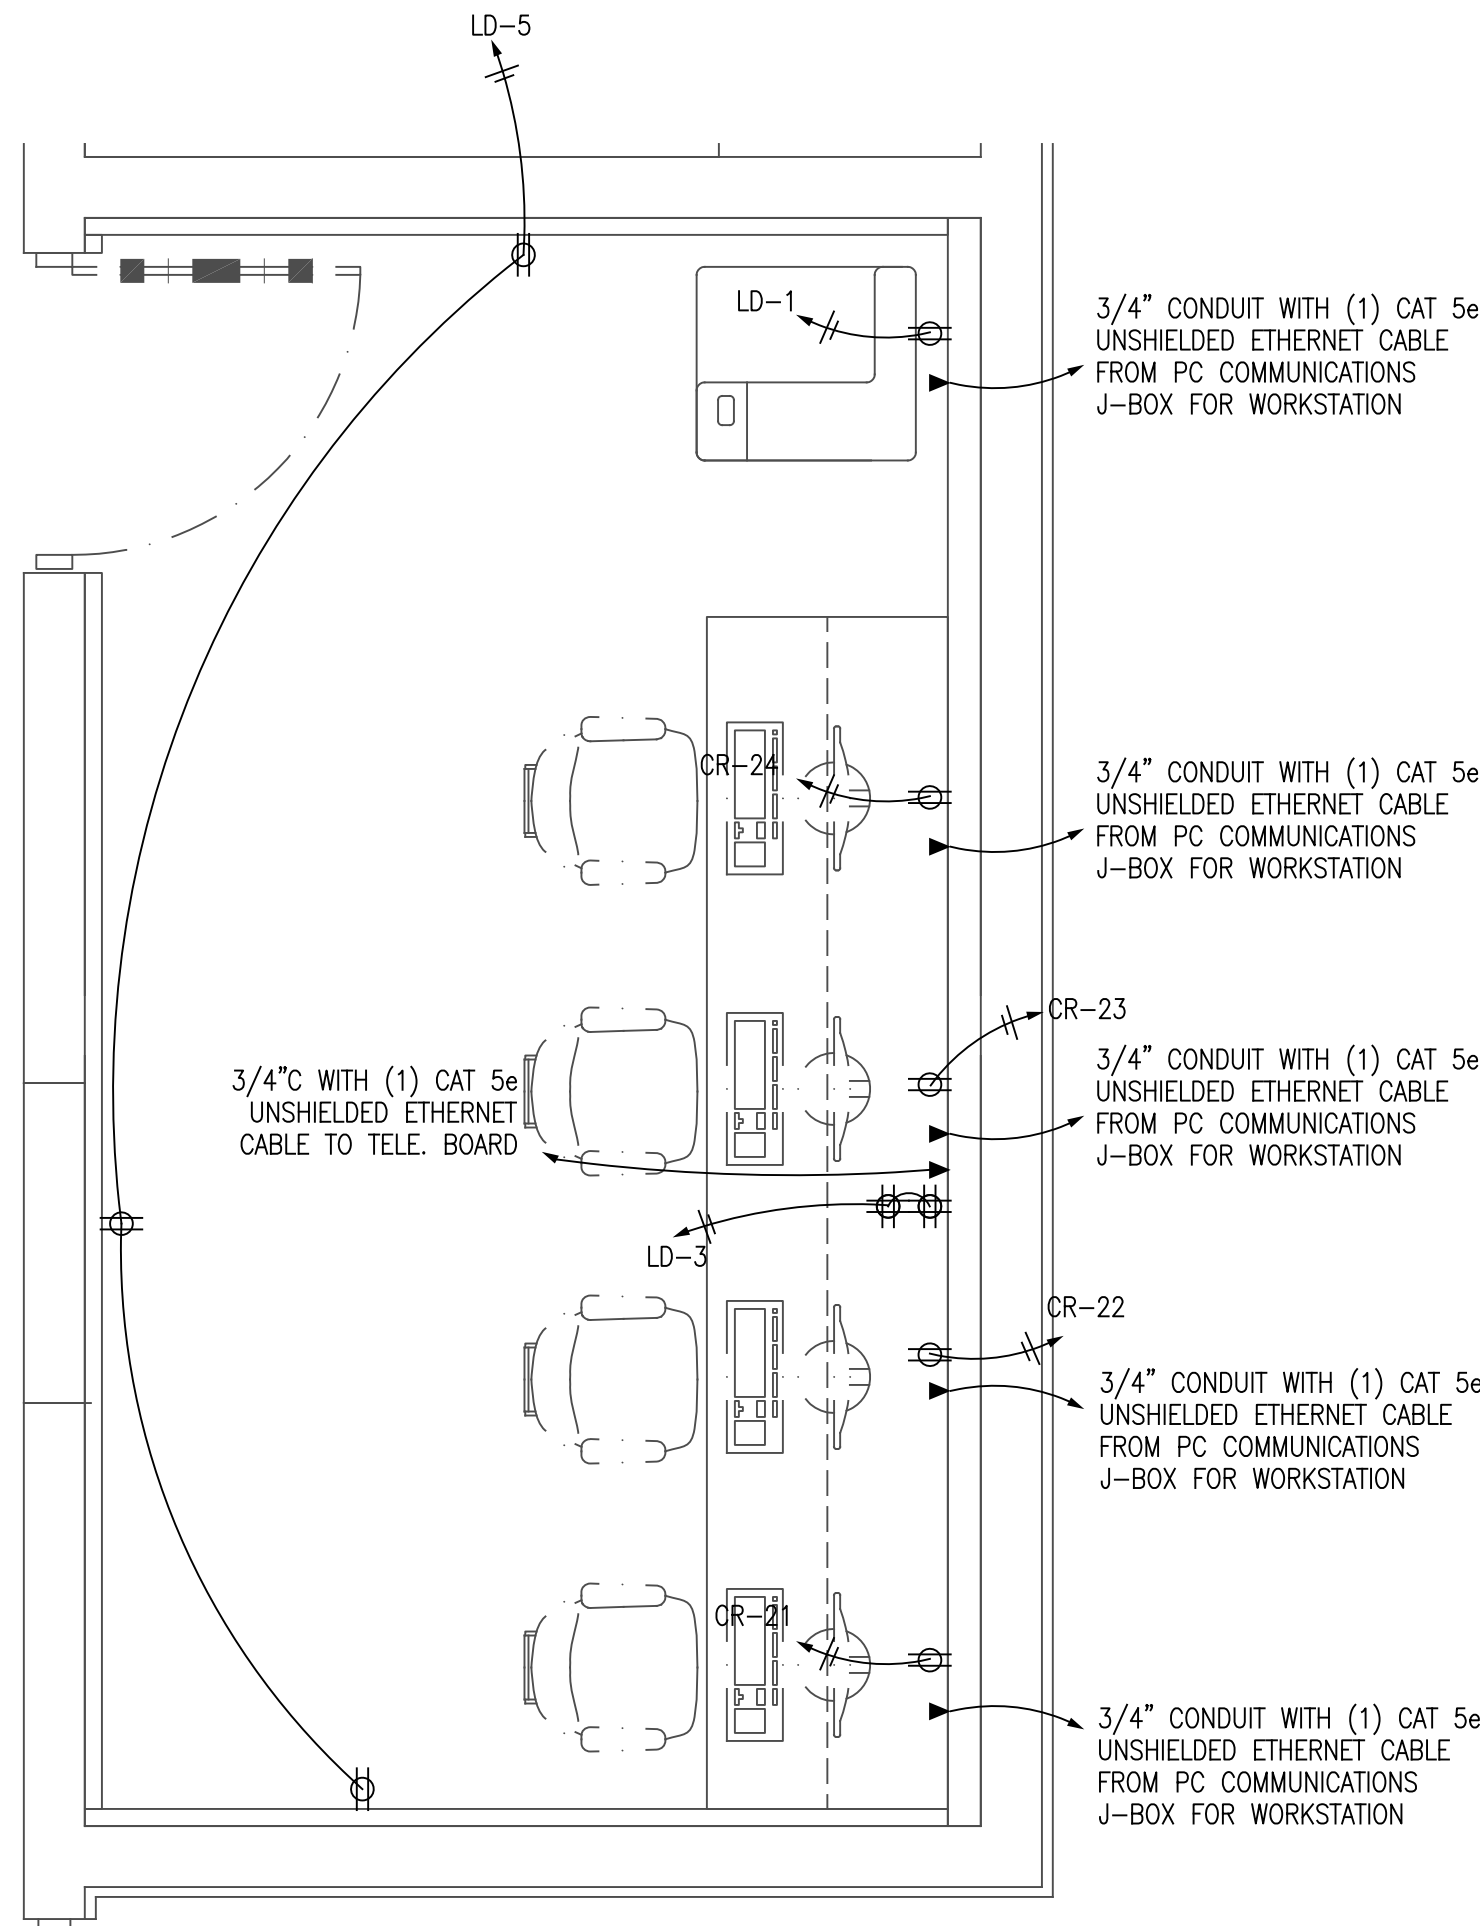 LD-5
LD-1
3/4" CONDUIT WITH (1) CAT 5e
UNSHIELDED ETHERNET CABLE
FROM PC COMMUNICATIONS
J-BOX FOR WORKSTATION
CR-24
3/4" CONDUIT WITH (1) CAT 5e
UNSHIELDED ETHERNET CABLE
FROM PC COMMUNICATIONS
J-BOX FOR WORKSTATION
CR-23
3/4" CONDUIT WITH (1) CAT 5e
UNSHIELDED ETHERNET CABLE
FROM PC COMMUNICATIONS
J-BOX FOR WORKSTATION
3/4"C WITH (1) CAT 5e
UNSHIELDED ETHERNET
CABLE TO TELE. BOARD
LD-3
CR-22
3/4" CONDUIT WITH (1) CAT 5e
UNSHIELDED ETHERNET CABLE
FROM PC COMMUNICATIONS
J-BOX FOR WORKSTATION
CR-21
3/4" CONDUIT WITH (1) CAT 5e
UNSHIELDED ETHERNET CABLE
FROM PC COMMUNICATIONS
J-BOX FOR WORKSTATION